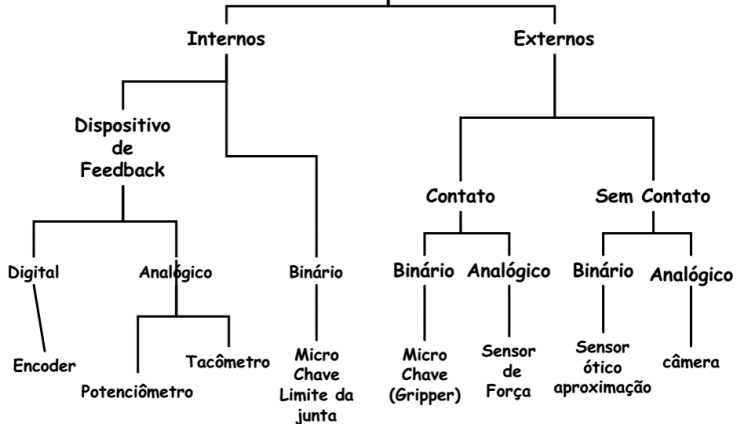 Internos
Externos
Dispositivo
de
Feedback
Contato
Sem Contato
Digital
Analógico
Binário
Binário
Analógico
Binário
Analógico
Encoder
Potenciômetro
Tacômetro
Micro
Chave
Limite da
junta
Micro
Chave
(Gripper)
Sensor
de
Força
Sensor
ótico
aproximação
câmera